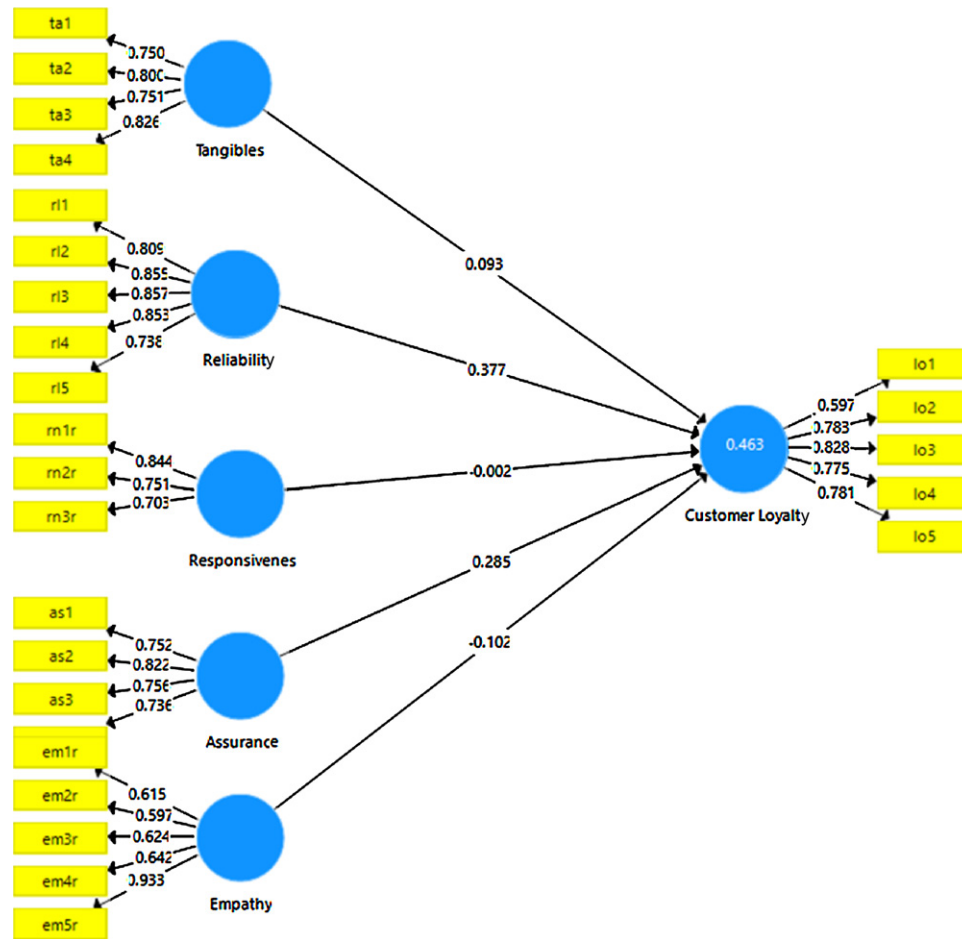 ta1
0.750
ta2
0.800
ta3
0.751
0.826
ta4
Tangibles
rl1
0.809
rl2
0.855
rl3
0.857
rl4
0.853
0.738
rl5
Reliability
0.093
0.377
rn1r
0.844
rn2r
0.751
rn3r
0.703
Responsivenes
-0.002
as1
0.752
as2
0.822
as3
0.756
0.736
Assurance
0.285
em1r
0.615
em2r
0.597
em3r
0.624
em4r
0.642
0.933
em5r
Empathy
-0.102
0.463
Customer Loyalty
lo1
0.597
lo2
0.783
lo3
0.828
0.775
lo4
0.781
lo5